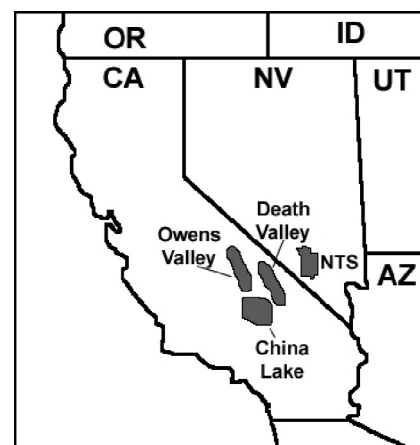 OR
ID
CA
NV
UT
Death
Valley
Owens
Valley
NTS
AZ
China
Lake